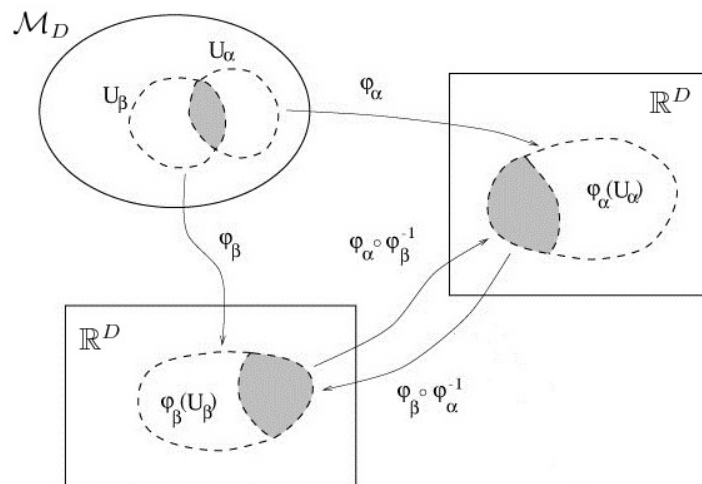 ℳ_D
U_α
U_β
φ_α
ℝ^D
φ_α(U_α)
φ_β
φ_α∘φ_β^-1
ℝ^D
φ_β(U_β)
φ_β∘φ_α^-1